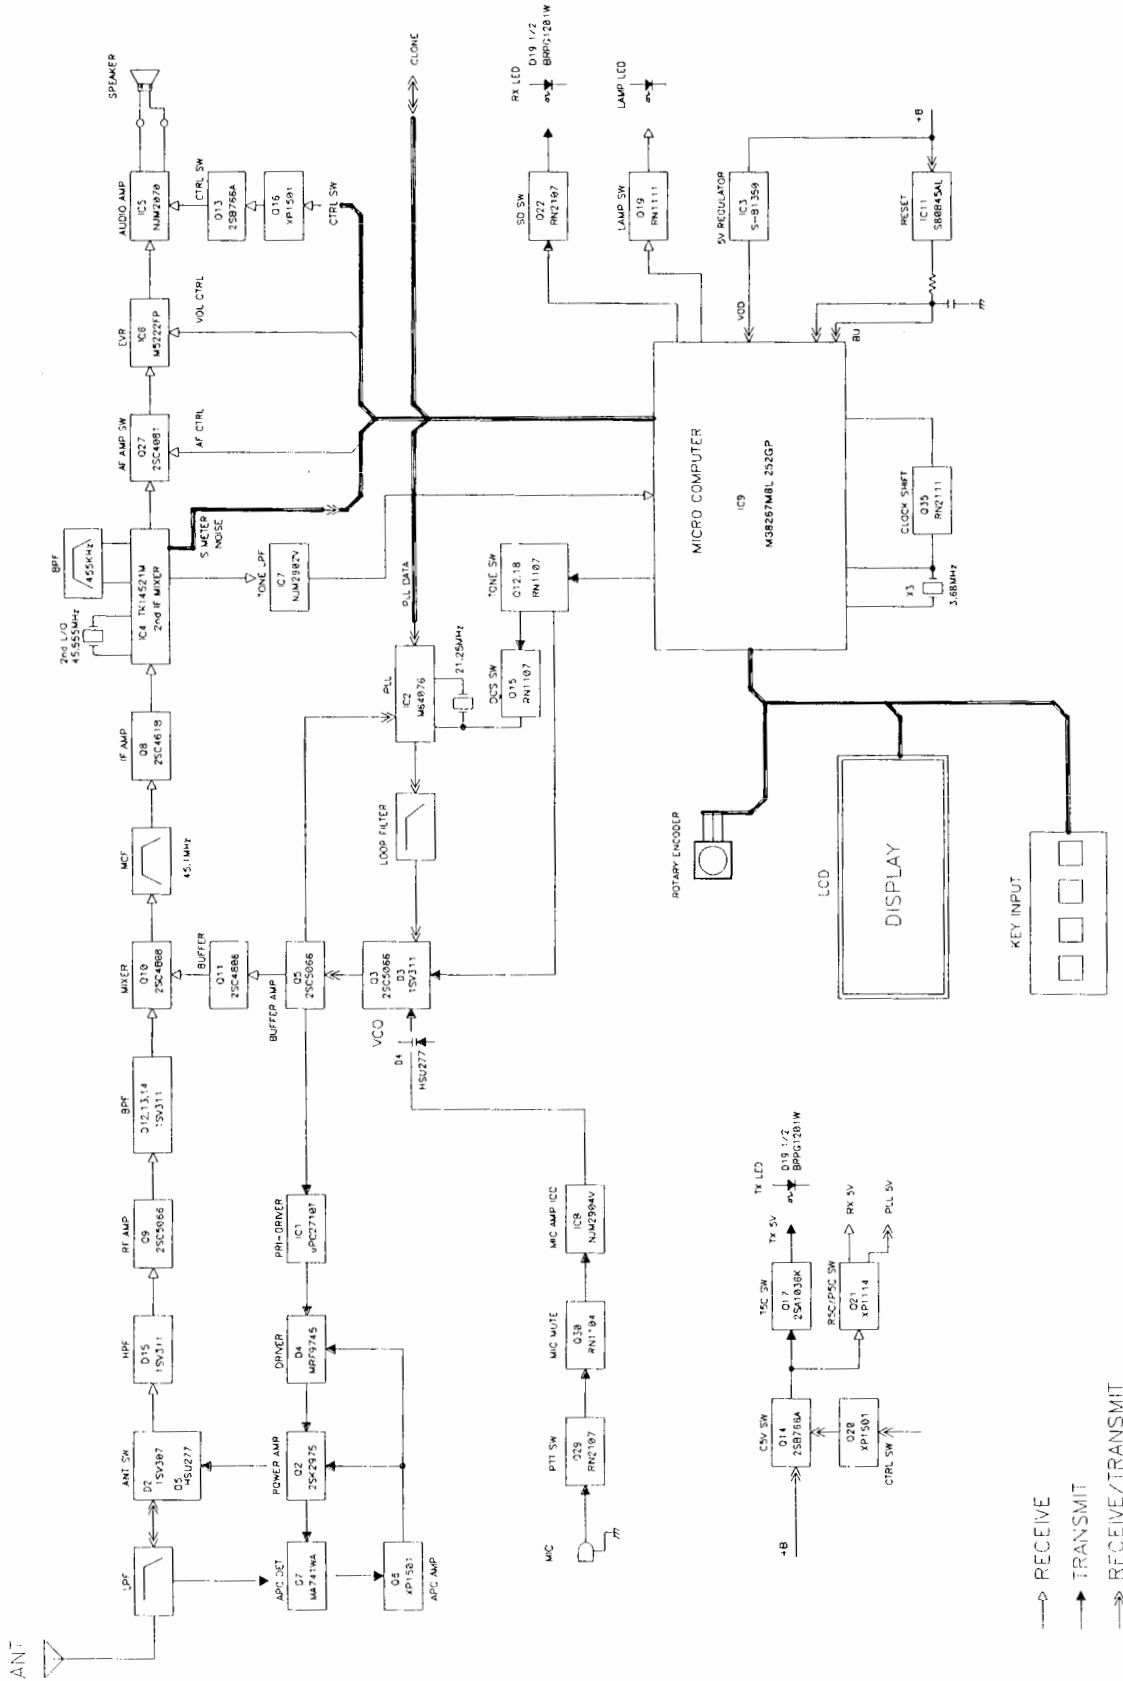 ANT
LPF
ANT SW
D2
1SV307
D5
HSU277
HPF
D15
1SV311
RF AMP
Q9
2SC5066
BPF
D12,13,14
1SV311
MIXER
Q10
2SC4808
MCF
45.1MHz
IF AMP
Q8
2SC4618
2nd L/O
45.555MHz
BPF
455KHz
IC4 TK14521M
2nd IF MIXER
AF AMP SW
Q27
2SC4081
EVR
IC6
M5222FP
AUDIO AMP
IC5
NJM2070
SPEAKER
S METER
NOISE
AF CTRL
VOL CTRL
CTRL SW
Q13
2SB766A
Q16
XP1501
CTRL SW
BUFFER
Q11
2SC4808
TONE LPF
IC7
NJM2902V
APC DET
D7
MA741WA
POWER AMP
Q2
2SK2975
DRIVER
D4
MRF9745
PRI-DRIVER
IC1
uPC2710T
BUFFER AMP
Q5
2SC5066
APC AMP
Q6
XP1501
VCO
Q3
2SC5066
D3
1SV311
D4
HSU277
LOOP FILTER
PLL
IC2
M64076
PLL DATA
21.25MHz
CLONE
TONE SW
Q12,18
RN1107
DCS SW
Q15
RN1107
RX LED
D19 1/2
BRPG1201W
SD SW
Q22
RN2107
LAMP LED
LAMP SW
Q19
RN1111
MIC
PTT SW
Q29
RN2107
MIC MUTE
Q30
RN1104
MIC AMP IDC
IC8
NJM2904V
MICRO COMPUTER
IC9
M38267M8L 252GP
5V REGULATOR
IC3
S-81350
VDD
+B
RESET
IC11
S80845AL
BU
CLOCK SHIFT
Q35
RN2111
X3
3.68MHz
ROTARY ENCODER
LCD
DISPLAY
KEY INPUT
+B
C5V SW
Q14
2SB766A
Q20
XP1501
CTRL SW
T5C SW
Q17
2SA1036K
TX 5V
TX LED
D19 1/2
BRPG1201W
R5C/P5C SW
Q21
XP1114
RX 5V
PLL 5V
RECEIVE
TRANSMIT
RECEIVE/TRANSMIT